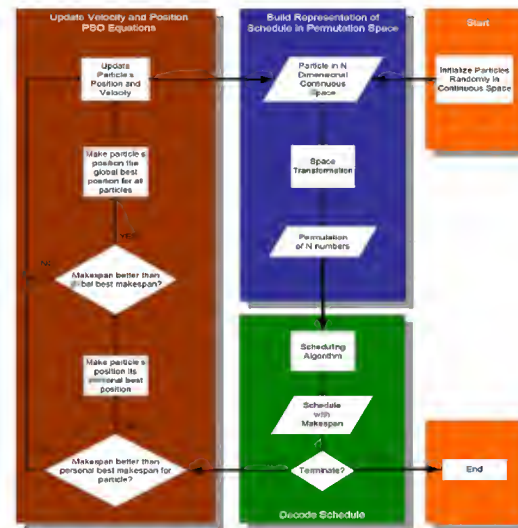 Update Velocity and Position
PSO Equations
Update
Particle's
Position and
Velocity
Make particle's
position the
global best
position for all
particles
YES
No
Makespan better than
global best makespan?
Make particle's
position its
personal best
position
Makespan better than
personal best makespan for
particle?
Build Representation of
Schedule in Permutation Space
Particle in N
Dimensional
Continuous
Space
Space
Transformation
Permutation
of N numbers
Scheduling
Algorithm
Schedule
with
Makespan
Terminate?
Decode Schedule
Start
Initialize Particles
Randomly in
Continuous Space
End